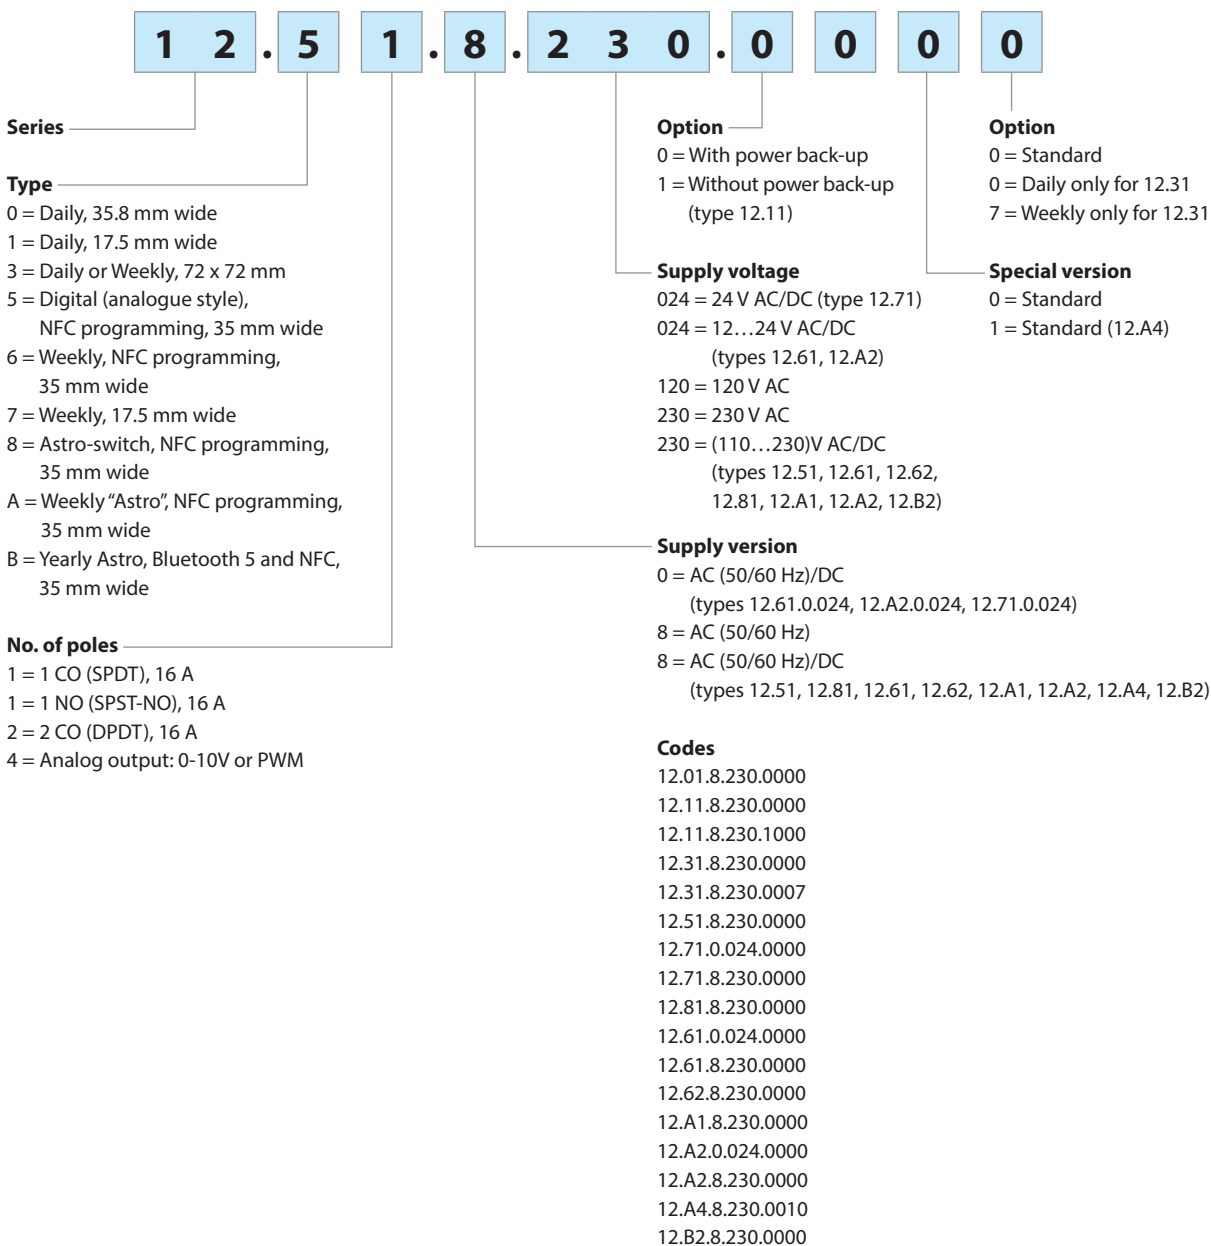 12.51.8.230.0000
Series
Type
0 = Daily, 35.8 mm wide
1 = Daily, 17.5 mm wide
3 = Daily or Weekly, 72 x 72 mm
5 = Digital (analogue style),
NFC programming, 35 mm wide
6 = Weekly, NFC programming,
35 mm wide
7 = Weekly, 17.5 mm wide
8 = Astro-switch, NFC programming,
35 mm wide
A = Weekly “Astro”, NFC programming,
35 mm wide
B = Yearly Astro, Bluetooth 5 and NFC,
35 mm wide
No. of poles
1 = 1 CO (SPDT), 16 A
1 = 1 NO (SPST-NO), 16 A
2 = 2 CO (DPDT), 16 A
4 = Analog output: 0-10V or PWM
Option
0 = With power back-up
1 = Without power back-up
(type 12.11)
Supply voltage
024 = 24 V AC/DC (type 12.71)
024 = 12…24 V AC/DC
(types 12.61, 12.A2)
120 = 120 V AC
230 = 230 V AC
230 = (110…230)V AC/DC
(types 12.51, 12.61, 12.62,
12.81, 12.A1, 12.A2, 12.B2)
Option
0 = Standard
0 = Daily only for 12.31
7 = Weekly only for 12.31
Special version
0 = Standard
1 = Standard (12.A4)
Supply version
0 = AC (50/60 Hz)/DC
(types 12.61.0.024, 12.A2.0.024, 12.71.0.024)
8 = AC (50/60 Hz)
8 = AC (50/60 Hz)/DC
(types 12.51, 12.81, 12.61, 12.62, 12.A1, 12.A2, 12.A4, 12.B2)
Codes
12.01.8.230.0000
12.11.8.230.0000
12.11.8.230.1000
12.31.8.230.0000
12.31.8.230.0007
12.51.8.230.0000
12.71.0.024.0000
12.71.8.230.0000
12.81.8.230.0000
12.61.0.024.0000
12.61.8.230.0000
12.62.8.230.0000
12.A1.8.230.0000
12.A2.0.024.0000
12.A2.8.230.0000
12.A4.8.230.0010
12.B2.8.230.0000